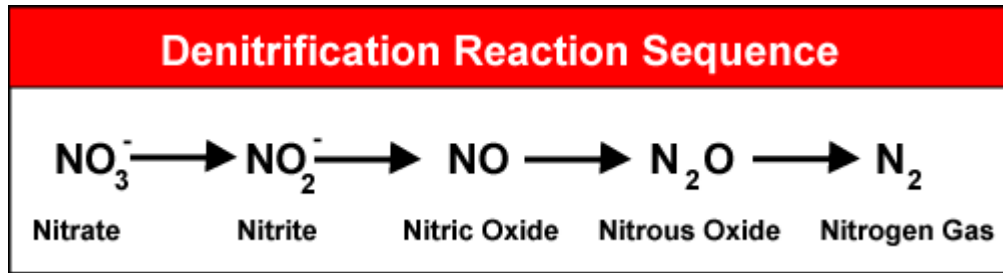 Denitrification Reaction Sequence
NO₃⁻ → NO₂⁻ → NO → N₂O → N₂
Nitrate Nitrite Nitric Oxide Nitrous Oxide Nitrogen Gas